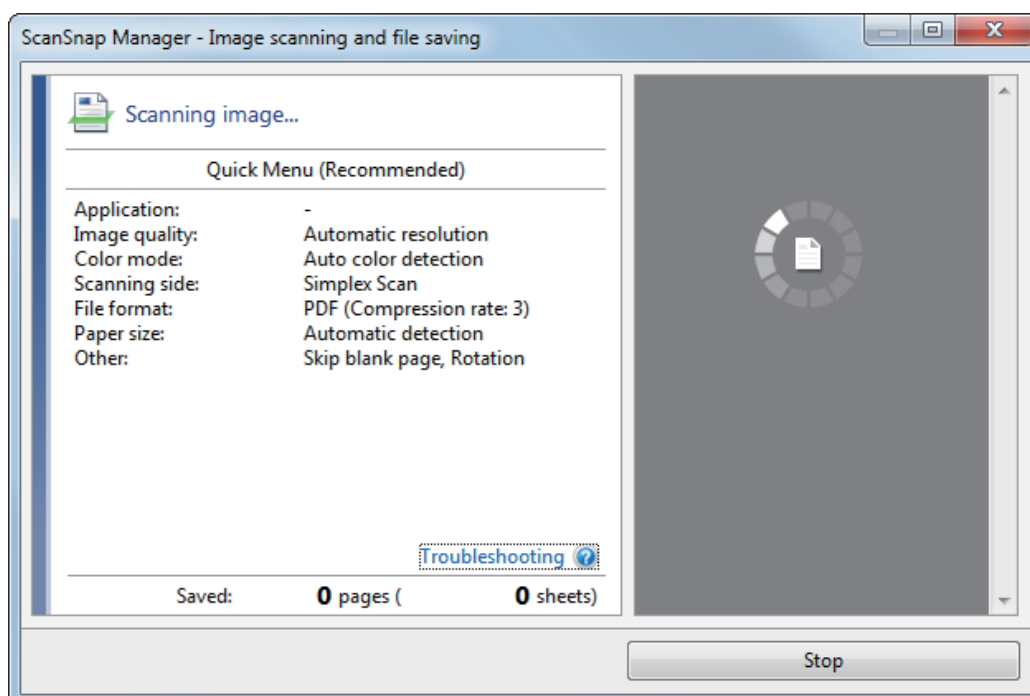 ScanSnap Manager - Image scanning and file saving
Scanning image...
Quick Menu (Recommended)
Application: -
Image quality: Automatic resolution
Color mode: Auto color detection
Scanning side: Simplex Scan
File format: PDF (Compression rate: 3)
Paper size: Automatic detection
Other: Skip blank page, Rotation
Troubleshooting
Saved: 0 pages ( 0 sheets)
Stop